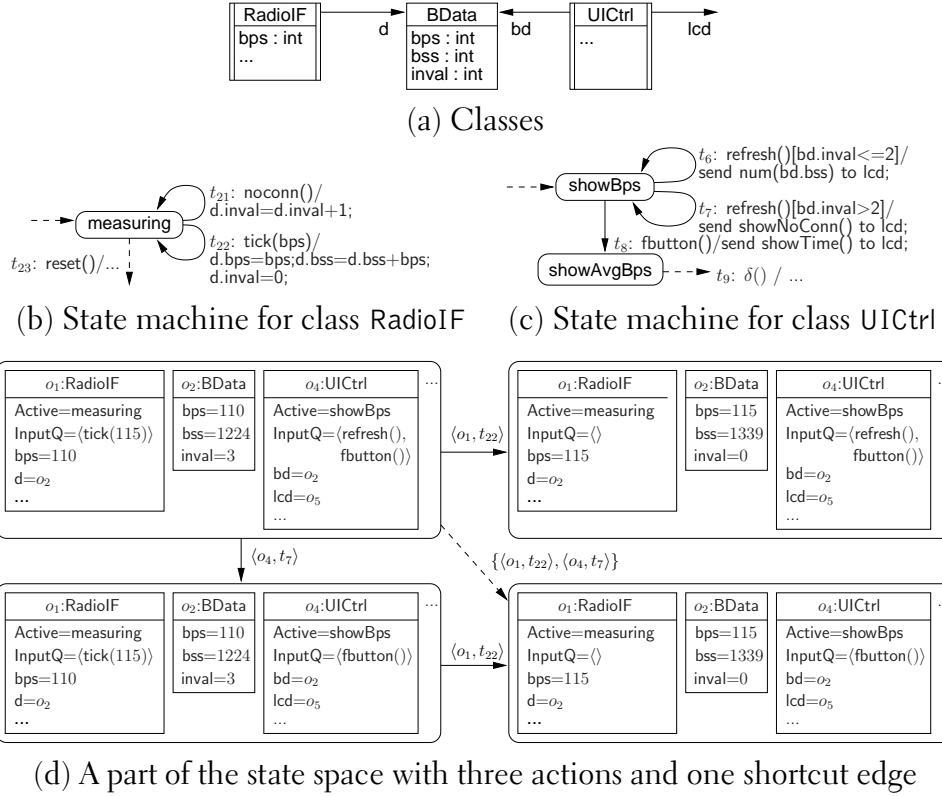 RadioIF
bps : int
...
d
BData
bps : int
bss : int
inval : int
bd
UICtrl
...
lcd
(a) Classes
measuring
t21: noconn()/
d.inval=d.inval+1;
t22: tick(bps)/
d.bps=bps;d.bss=d.bss+bps;
d.inval=0;
t23: reset()/...
(b) State machine for class RadioIF
showBps
t6: refresh()[bd.inval<=2]/
send num(bd.bss) to lcd;
t7: refresh()[bd.inval>2]/
send showNoConn() to lcd;
t8: fbutton()/send showTime() to lcd;
showAvgBps
t9: δ() / ...
(c) State machine for class UICtrl
o1:RadioIF
Active=measuring
InputQ=⟨tick(115)⟩
bps=110
d=o2
...
o2:BData
bps=110
bss=1224
inval=3
o4:UICtrl
Active=showBps
InputQ=⟨refresh(),
fbutton()⟩
bd=o2
lcd=o5
...
...
⟨o1, t22⟩
o1:RadioIF
Active=measuring
InputQ=⟨⟩
bps=115
d=o2
...
o2:BData
bps=115
bss=1339
inval=0
o4:UICtrl
Active=showBps
InputQ=⟨refresh(),
fbutton()⟩
bd=o2
lcd=o5
...
⟨o4, t7⟩
{⟨o1, t22⟩, ⟨o4, t7⟩}
o1:RadioIF
Active=measuring
InputQ=⟨tick(115)⟩
bps=110
d=o2
...
o2:BData
bps=110
bss=1224
inval=3
o4:UICtrl
Active=showBps
InputQ=⟨fbutton()⟩
bd=o2
lcd=o5
...
...
⟨o1, t22⟩
o1:RadioIF
Active=measuring
InputQ=⟨⟩
bps=115
d=o2
...
o2:BData
bps=115
bss=1339
inval=0
o4:UICtrl
Active=showBps
InputQ=⟨fbutton()⟩
bd=o2
lcd=o5
...
(d) A part of the state space with three actions and one shortcut edge